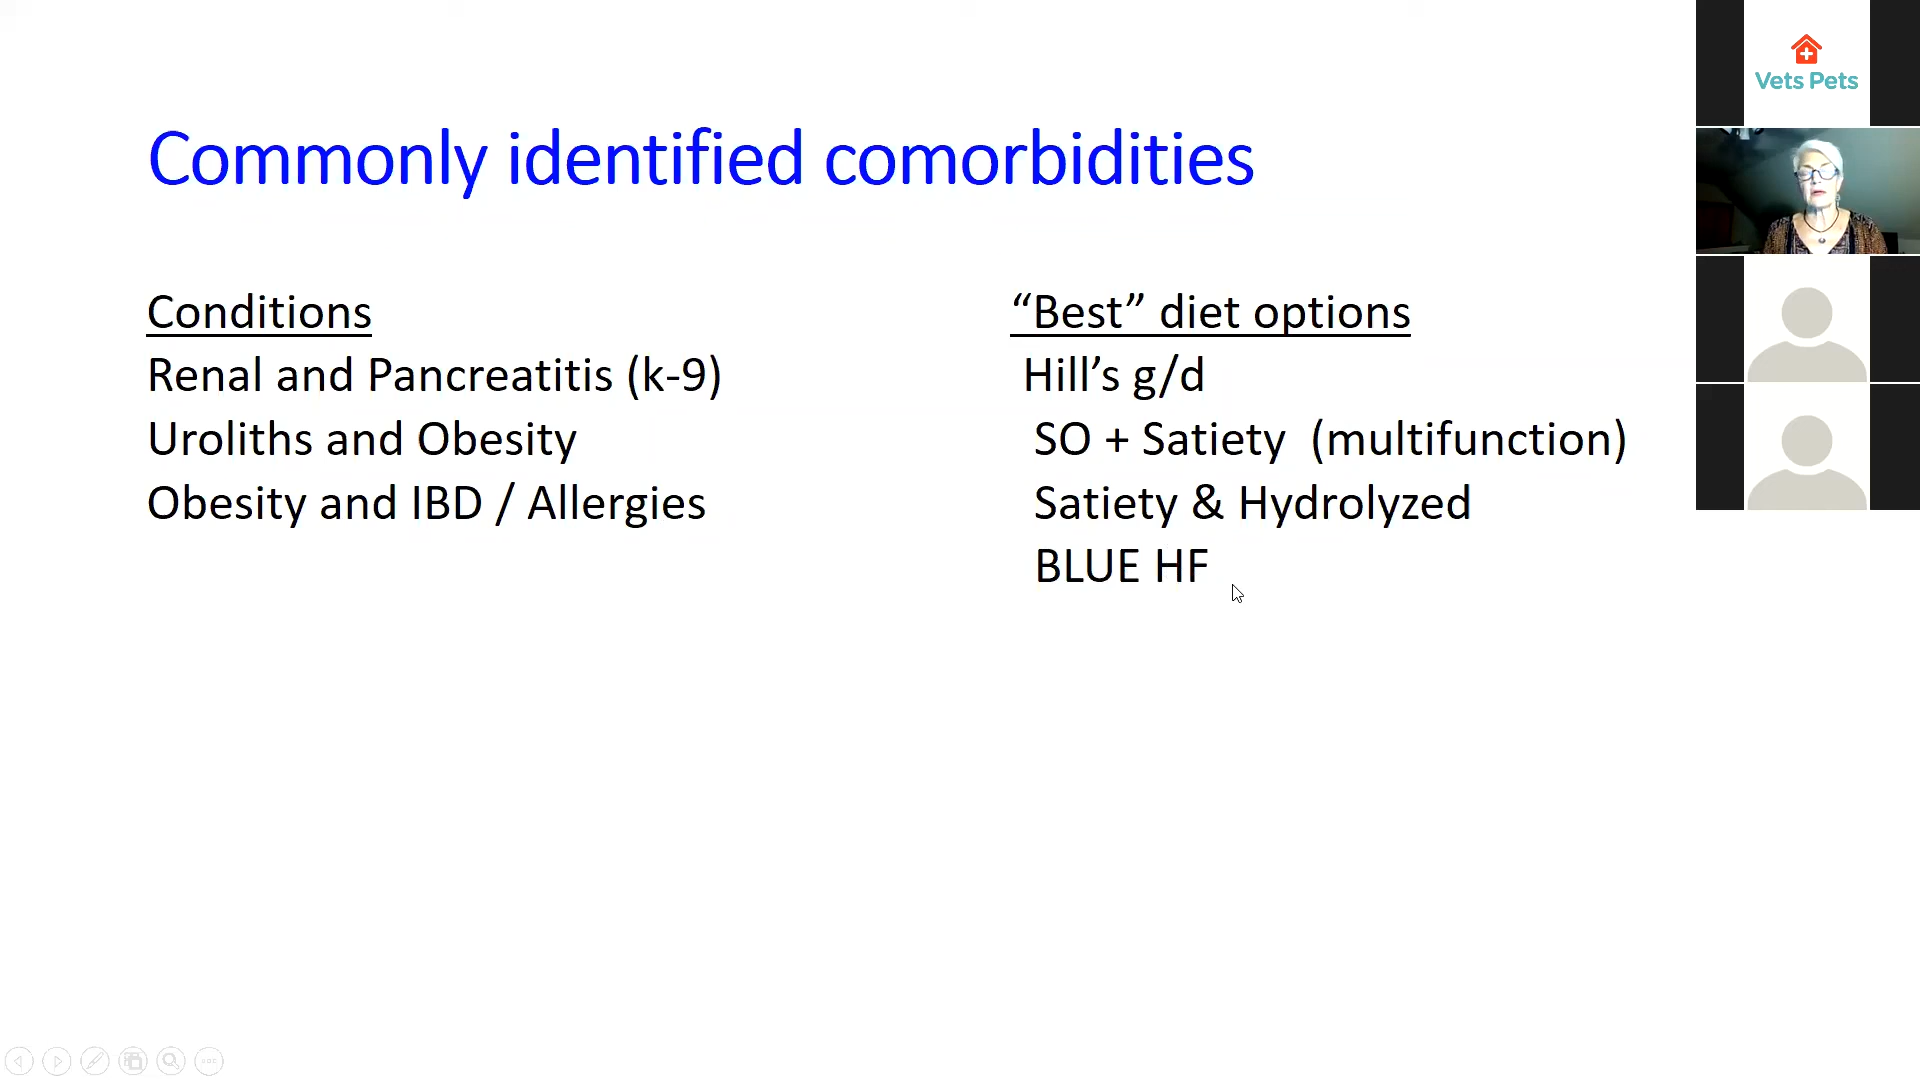 Commonly identified comorbidities
Conditions
Renal and Pancreatitis (k-9)
Uroliths and Obesity
Obesity and IBD / Allergies
“Best” diet options
Hill’s g/d
SO + Satiety (multifunction)
Satiety & Hydrolyzed
BLUE HF
Vets Pets